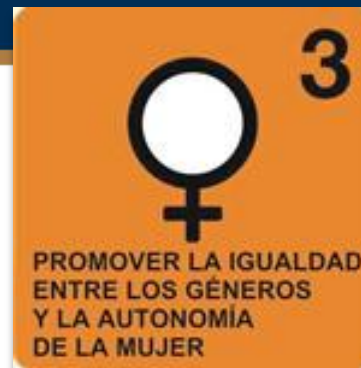 3
PROMOVER LA IGUALDAD
ENTRE LOS GÉNEROS
Y LA AUTONOMÍA
DE LA MUJER